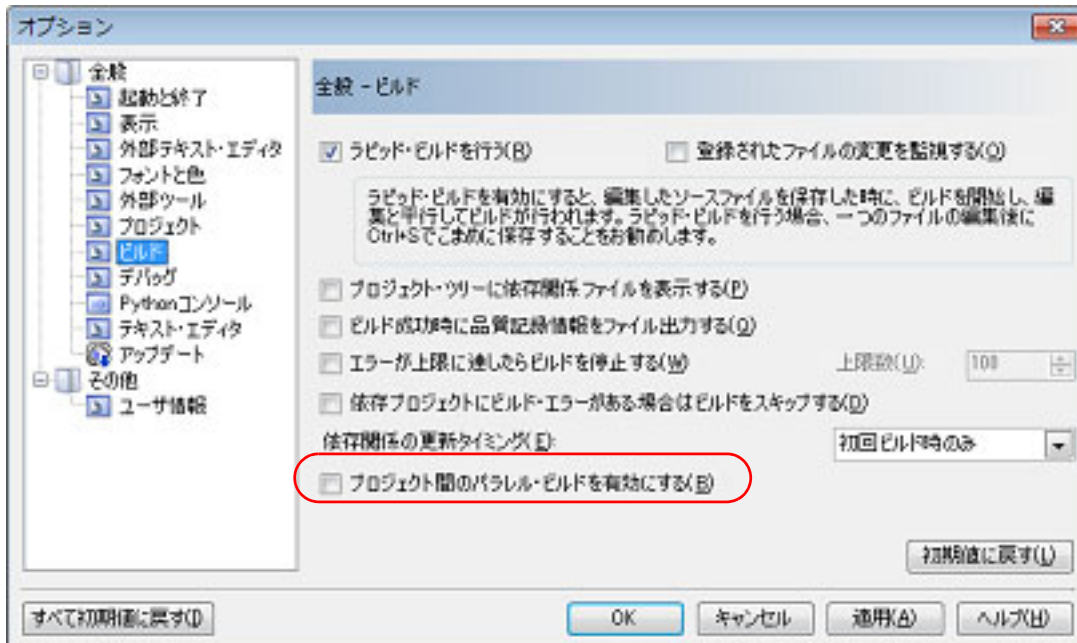 オプション
全般
起動と終了
表示
外部テキスト・エディタ
フォントと色
外部ツール
プロジェクト
ビルド
デバッグ
Pythonコンソール
テキスト・エディタ
アップデート
その他
ユーザ情報
全般 - ビルド
ラピッド・ビルドを行う(R)
登録されたファイルの変更を監視する(O)
ラピッド・ビルドを有効にすると、編集したソースファイルを保存した時に、ビルドを開始し、編
集と平行してビルドが行われます。ラピッド・ビルドを行う場合、一つのファイルの編集後に
Ctrl+Sでこまめに保存することをお勧めします。
プロジェクト・ツリーに依存関係ファイルを表示する(P)
ビルド成功時に品質記録情報をファイル出力する(Q)
エラーが上限に達したらビルドを停止する(W)
上限数(U):
100
依存プロジェクトにビルド・エラーがある場合はビルドをスキップする(D)
依存関係の更新タイミング(E):
初回ビルド時のみ
プロジェクト間のパラレル・ビルドを有効にする(B)
初期値に戻す(L)
すべて初期値に戻す(I)
OK
キャンセル
適用(A)
ヘルプ(H)